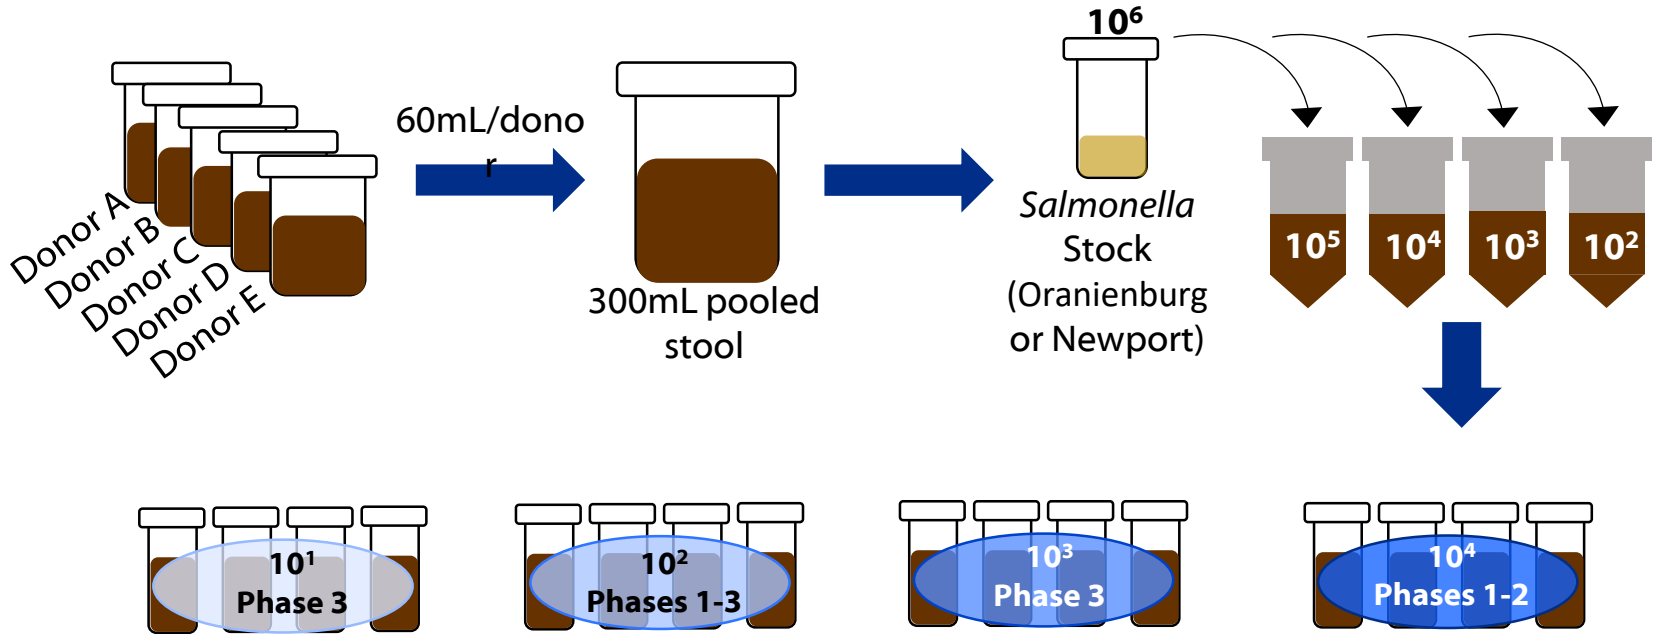 10⁶
Donor A
Donor B
Donor C
Donor D
Donor E
60mL/dono
r
300mL pooled
stool
Salmonella
Stock
(Oranienburg
or Newport)
10⁵
10⁴
10³
10²
10¹
Phase 3
10²
Phases 1-3
10³
Phase 3
10⁴
Phases 1-2